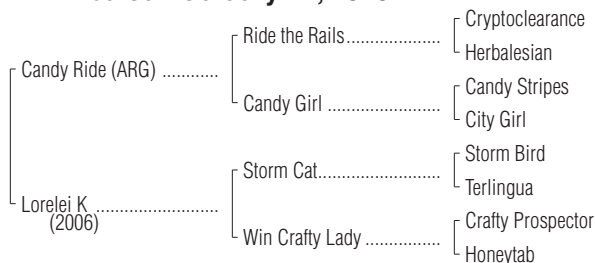 Cryptoclearance
Ride the Rails.....................
Herbalesian
Candy Ride (ARG) ............
Candy Stripes
Candy Girl .........................
City Girl
Storm Bird
Storm Cat...........................
Terlingua
Lorelei K ..........................
(2006)
Crafty Prospector
Win Crafty Lady .................
Honeytab